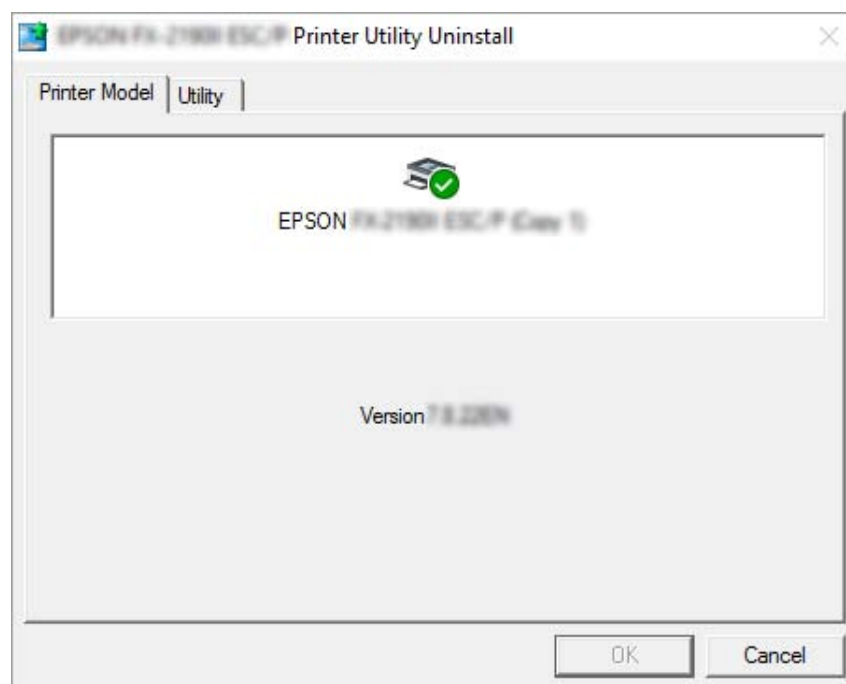 Printer Utility Uninstall
Printer Model
Utility
EPSON
Version
OK
Cancel